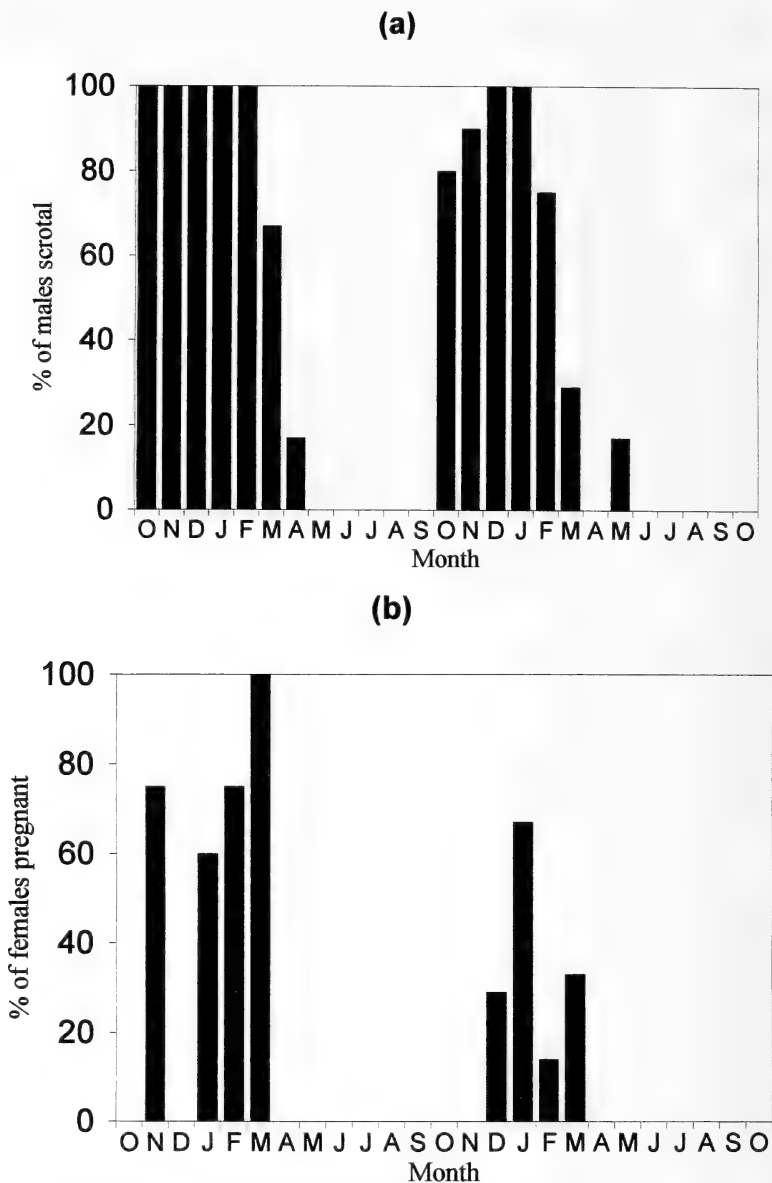 (a)
100
80
60
40
20
0
% of males scrotal
O N D J F M A M J J A S O N D J F M A M J J A S O
Month
(b)
100
80
60
40
20
0
% of females pregnant
O N D J F M A M J J A S O N D J F M A M J J A S O
Month